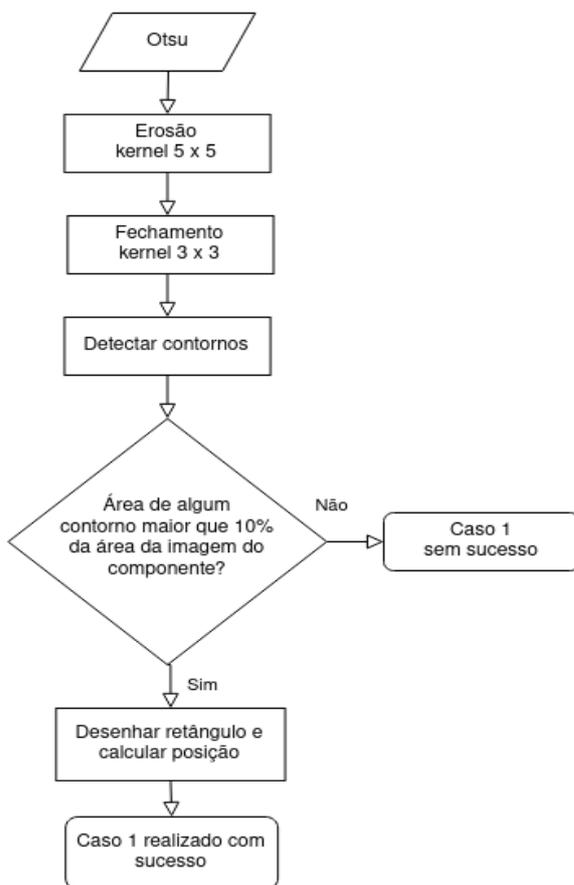 Otsu
Erosão
kernel 5 x 5
Fechamento
kernel 3 x 3
Detectar contornos
Área de algum
contorno maior que 10%
da área da imagem do
componente?
Não
Caso 1
sem sucesso
Sim
Desenhar retângulo e
calcular posição
Caso 1 realizado com
sucesso